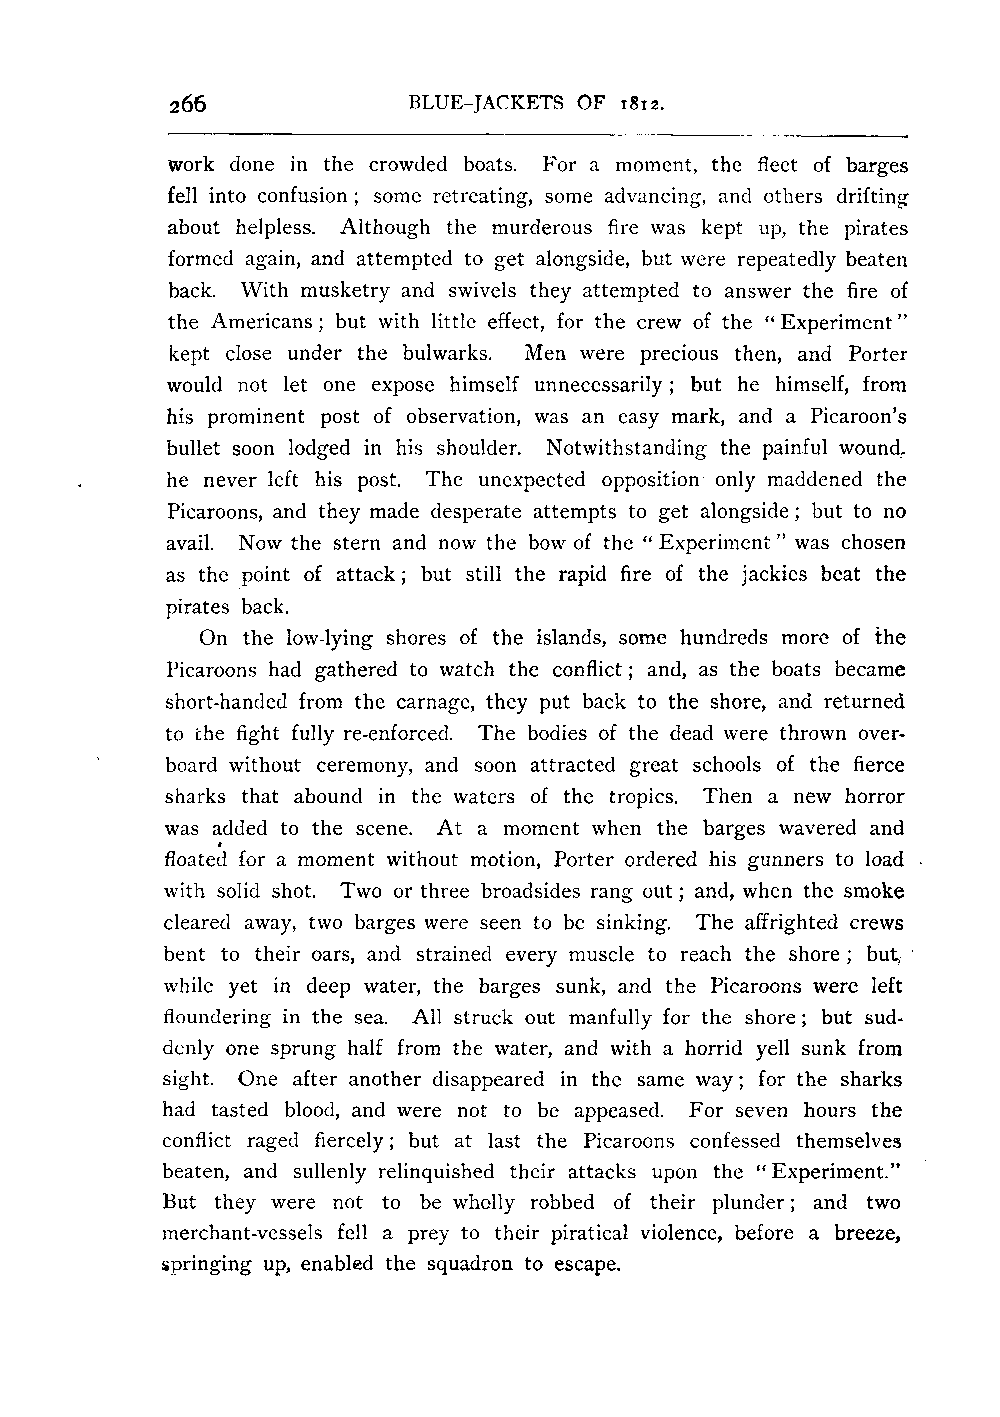 266 BLUE-JACKETS OF 1812.
work done in the crowded boats. For a moment, the fleet of barges
fell into confusion ; some retreating, some advancing, and others drifting
about helpless. Although the murderous fire was kept up, the pirates
formed again, and attempted to get alongside, but were repeatedly beaten
back. With musketry and swivels they attempted to answer the fire of
the Americans ; but with little effect, for the crew of the “ Experiment ”
kept close under the bulwarks. Men were precious then, and Porter
would not let one expose himself unnecessarily ; but he himself, from
his prominent post of observation, was an easy mark, and a Picaroon’s
bullet soon lodged in his shoulder. Notwithstanding the painful wound,
he never left his post. The unexpected opposition only maddened the
Picaroons, and they made desperate attempts to get alongside ; but to no
avail. Now the stern and now the bow of the “ Experiment ” was chosen
as the point of attack ; but still the rapid fire of the jackies beat the
pirates back.
On the low-lying shores of the islands, some hundreds more of the
Picaroons had gathered to watch the conflict ; and, as the boats became
short-handed from the carnage, they put back to the shore, and returned
to the fight fully re-enforced. The bodies of the dead were thrown over-
board without ceremony, and soon attracted great schools of the fierce
sharks that abound in the waters of the tropics. Then a new horror
was added to the scene. At a moment when the barges wavered and
floated for a moment without motion, Porter ordered his gunners to load
with solid shot. Two or three broadsides rang out ; and, when the smoke
cleared away, two barges were seen to be sinking. The affrighted crews
bent to their oars, and strained every muscle to reach the shore ; but,
while yet in deep water, the barges sunk, and the Picaroons were left
floundering in the sea. All struck out manfully for the shore ; but sud-
denly one sprung half from the water, and with a horrid yell sunk from
sight. One after another disappeared in the same way ; for the sharks
had tasted blood, and were not to be appeased. For seven hours the
conflict raged fiercely ; but at last the Picaroons confessed themselves
beaten, and sullenly relinquished their attacks upon the “ Experiment.”
But they were not to be wholly robbed of their plunder ; and two
merchant-vessels fell a prey to their piratical violence, before a breeze,
springing up, enabled the squadron to escape.